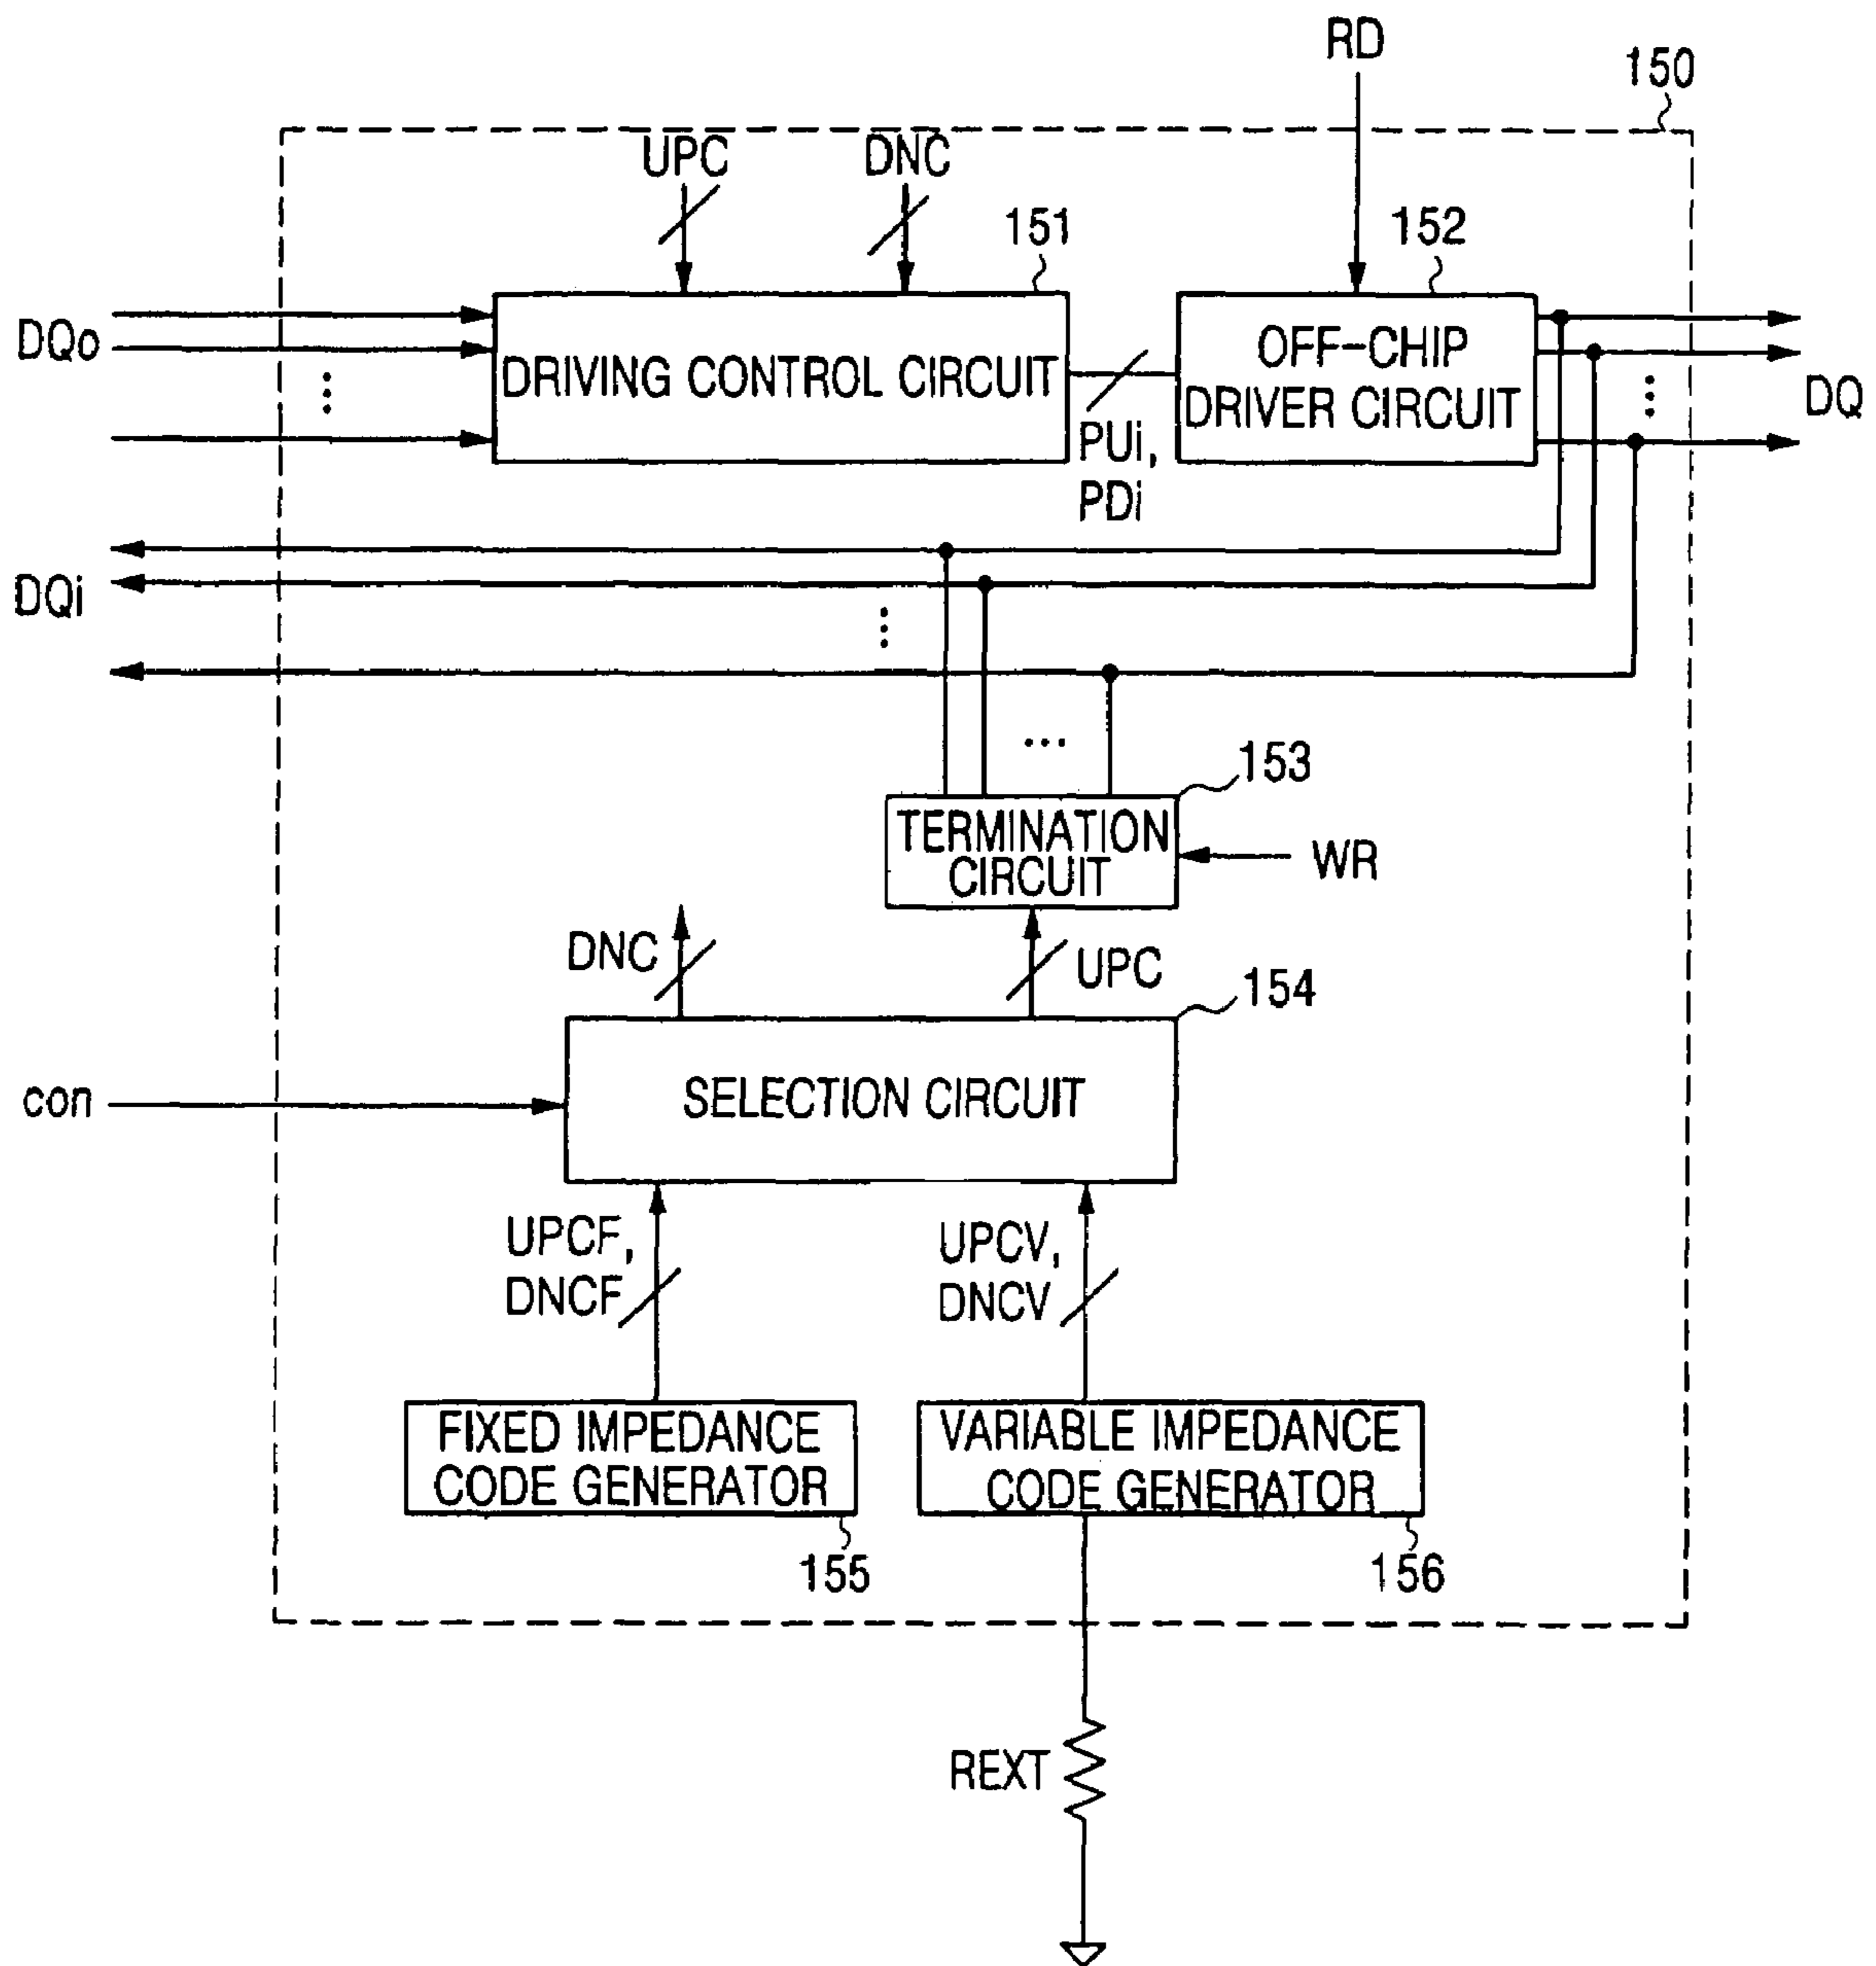 RD
150
UPC
DNC
151
152
DQo
DRIVING CONTROL CIRCUIT
OFF-CHIP
DRIVER CIRCUIT
DQ
PUi,
PDi
DQi
153
TERMINATION
CIRCUIT
WR
DNC
UPC
154
con
SELECTION CIRCUIT
UPCF,
DNCF
UPCV,
DNCV
FIXED IMPEDANCE
CODE GENERATOR
VARIABLE IMPEDANCE
CODE GENERATOR
155
156
REXT